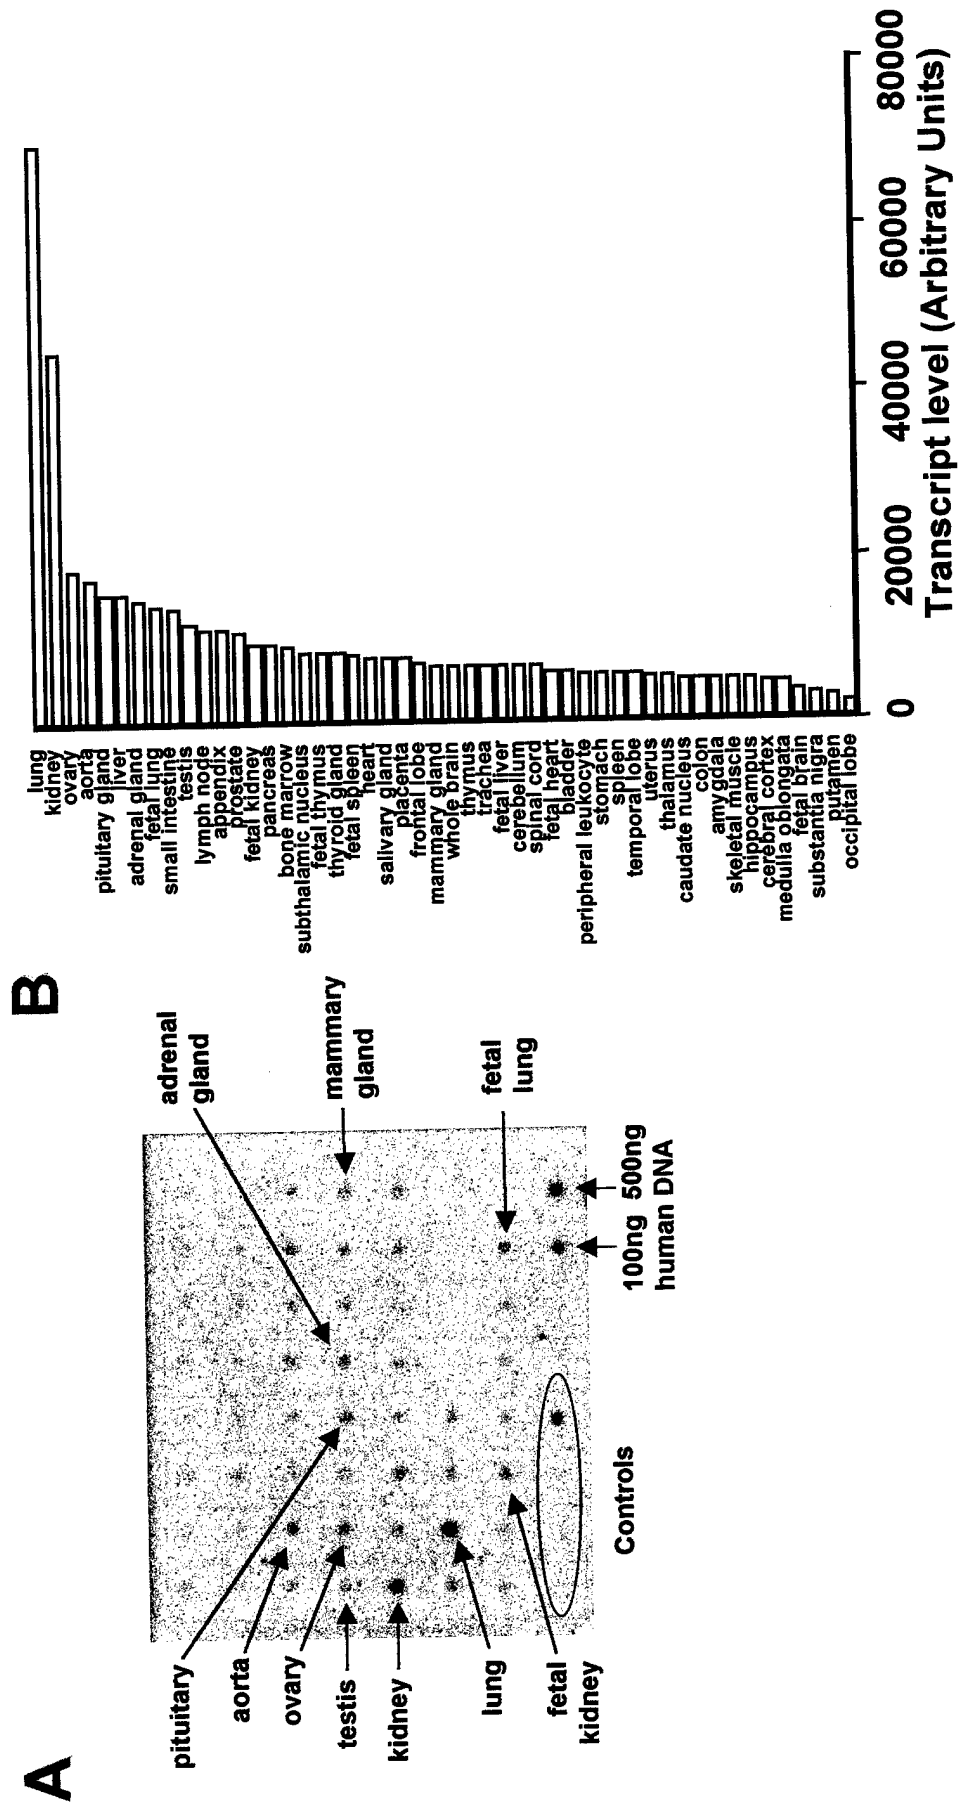 A
pituitary
aorta
ovary
testis
kidney
lung
fetal
kidney
adrenal
gland
mammary
gland
fetal
lung
Controls
100ng 500ng
human DNA
B
lung
kidney
ovary
aorta
pituitary gland
liver
adrenal gland
fetal lung
small intestine
testis
lymph node
appendix
prostate
fetal kidney
pancreas
bone marrow
subthalamic nucleus
fetal thymus
thyroid gland
fetal spleen
heart
salivary gland
placenta
frontal lobe
mammary gland
whole brain
thymus
trachea
fetal liver
cerebellum
spinal cord
fetal heart
bladder
peripheral leukocyte
stomach
spleen
temporal lobe
uterus
thalamus
caudate nucleus
colon
amygdala
skeletal muscle
hippocampus
cerebral cortex
medulla oblongata
fetal brain
substantia nigra
putamen
occipital lobe
0 20000 40000 60000 80000
Transcript level (Arbitrary Units)